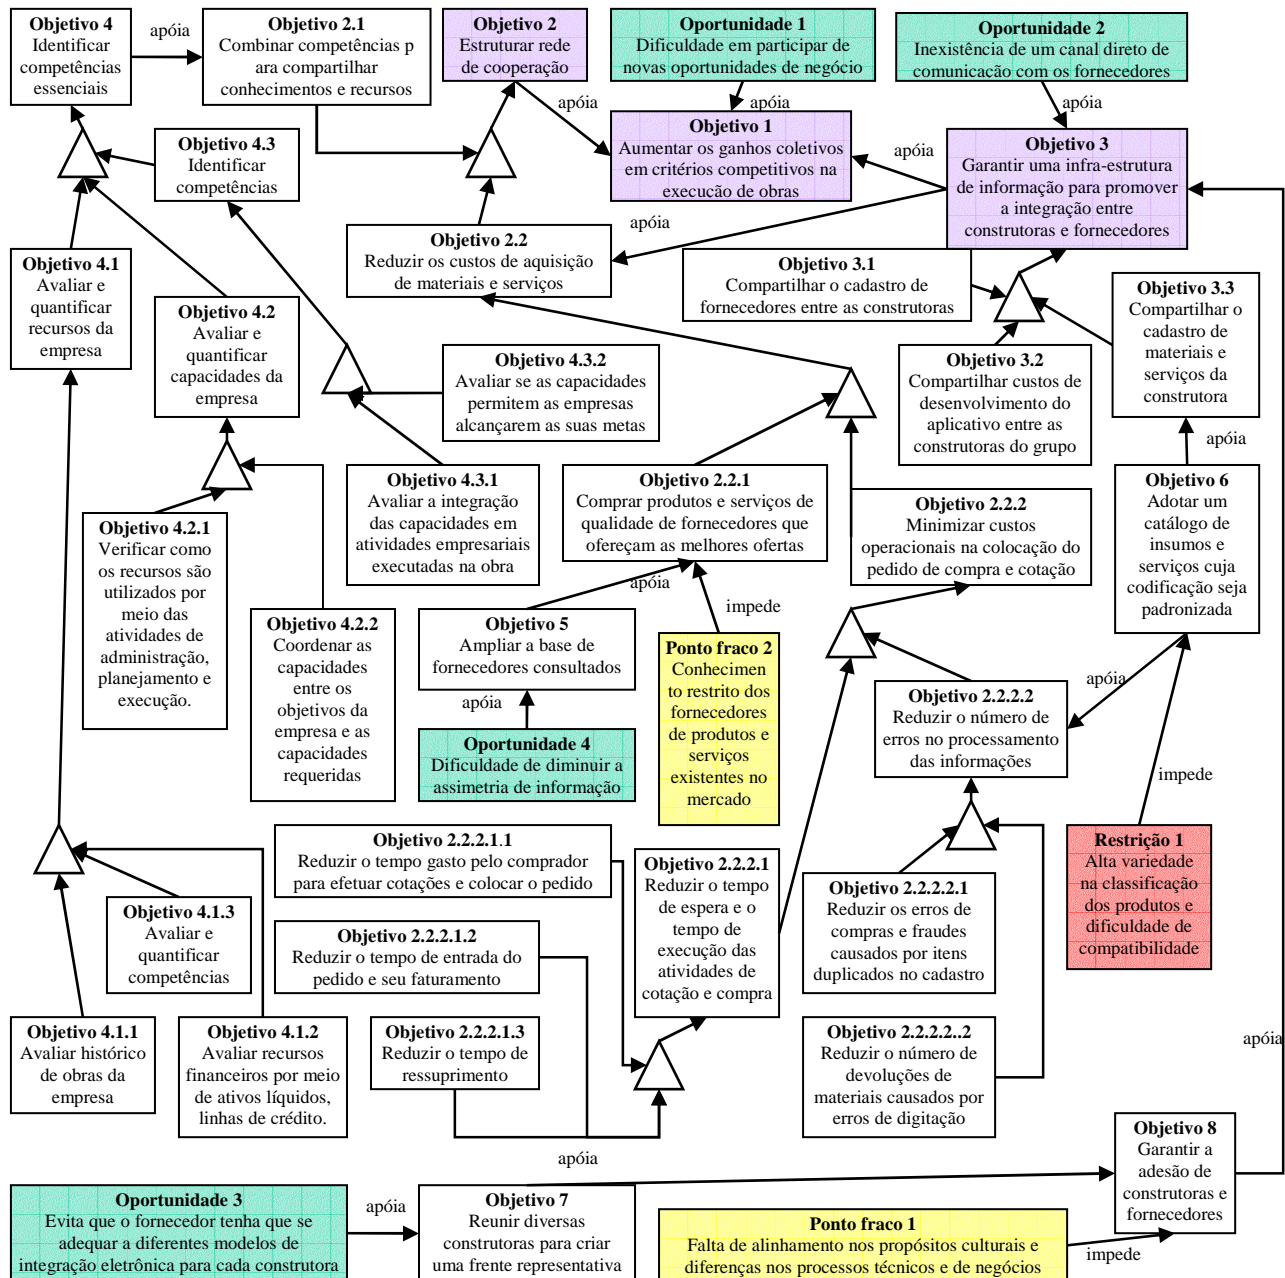 Objetivo 4
Identificar
competências
essenciais
apóia
Objetivo 2.1
Combinar competências p
ara compartilhar
conhecimentos e recursos
Objetivo 2
Estruturar rede
de cooperação
apóia
Oportunidade 1
Dificuldade em participar de
novas oportunidades de negócio
apóia
Oportunidade 2
Inexistência de um canal direto de
comunicação com os fornecedores
apóia
Objetivo 1
Aumentar os ganhos coletivos
em critérios competitivos na
execução de obras
apóia
Objetivo 3
Garantir uma infra-estrutura
de informação para promover
a integração entre
construtoras e fornecedores
apóia
Objetivo 4.3
Identificar
competências
Objetivo 2.2
Reduzir os custos de aquisição
de materiais e serviços
Objetivo 3.1
Compartilhar o cadastro de
fornecedores entre as construtoras
Objetivo 3.3
Compartilhar o
cadastro de
materiais e
serviços da
construtora
Objetivo 4.1
Avaliar e
quantificar
recursos da
empresa
Objetivo 4.2
Avaliar e
quantificar
capacidades da
empresa
Objetivo 4.3.2
Avaliar se as capacidades
permitem as empresas
alcançarem as suas metas
Objetivo 3.2
Compartilhar custos de
desenvolvimento do
aplicativo entre as
construtoras do grupo
apóia
Objetivo 4.3.1
Avaliar a integração
das capacidades em
atividades empresariais
executadas na obra
Objetivo 2.2.1
Comprar produtos e serviços de
qualidade de fornecedores que
ofereçam as melhores ofertas
Objetivo 2.2.2
Minimizar custos
operacionais na colocação do
pedido de compra e cotação
Objetivo 6
Adotar um
catálogo de
insumos e
serviços cuja
codificação seja
padronizada
Objetivo 4.2.1
Verificar como
os recursos são
utilizados por
meio das
atividades de
administração,
planejamento e
execução.
Objetivo 4.2.2
Coordenar as
capacidades
entre os
objetivos da
empresa e as
capacidades
requeridas
apóia
impede
Objetivo 5
Ampliar a base de
fornecedores consultados
apóia
Ponto fraco 2
Conhecimen
to restrito dos
fornecedores
de produtos e
serviços
existentes no
mercado
Oportunidade 4
Dificuldade de diminuir a
assimetria de informação
Objetivo 2.2.2.2
Reduzir o número de
erros no processamento
das informações
apóia
impede
Objetivo 2.2.2.1.1
Reduzir o tempo gasto pelo comprador
para efetuar cotações e colocar o pedido
Objetivo 2.2.2.1
Reduzir o tempo
de espera e o
tempo de
execução das
atividades de
cotação e compra
Objetivo 2.2.2.2.1
Reduzir os erros de
compras e fraudes
causados por itens
duplicados no cadastro
Restrição 1
Alta variedade
na classificação
dos produtos e
dificuldade de
compatibilidade
Objetivo 4.1.3
Avaliar e
quantificar
competências
Objetivo 2.2.2.1.2
Reduzir o tempo de entrada do
pedido e seu faturamento
Objetivo 4.1.1
Avaliar histórico
de obras da
empresa
Objetivo 4.1.2
Avaliar recursos
financeiros por meio
de ativos líquidos,
linhas de crédito.
Objetivo 2.2.2.1.3
Reduzir o tempo de
ressuprimento
Objetivo 2.2.2.2..2
Reduzir o número de
devoluções de
materiais causados por
erros de digitação
apóia
apóia
Objetivo 8
Garantir a
adesão de
construtoras e
fornecedores
Oportunidade 3
Evita que o fornecedor tenha que se
adequar a diferentes modelos de
integração eletrônica para cada construtora
apóia
Objetivo 7
Reunir diversas
construtoras para criar
uma frente representativa
Ponto fraco 1
Falta de alinhamento nos propósitos culturais e
diferenças nos processos técnicos e de negócios
impede